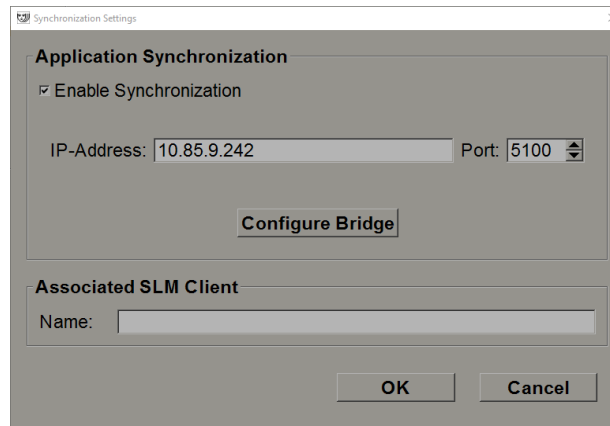 Synchronization Settings
Application Synchronization
Enable Synchronization
IP-Address: 10.85.9.242 Port: 5100
Configure Bridge
Associated SLM Client
Name:
OK Cancel